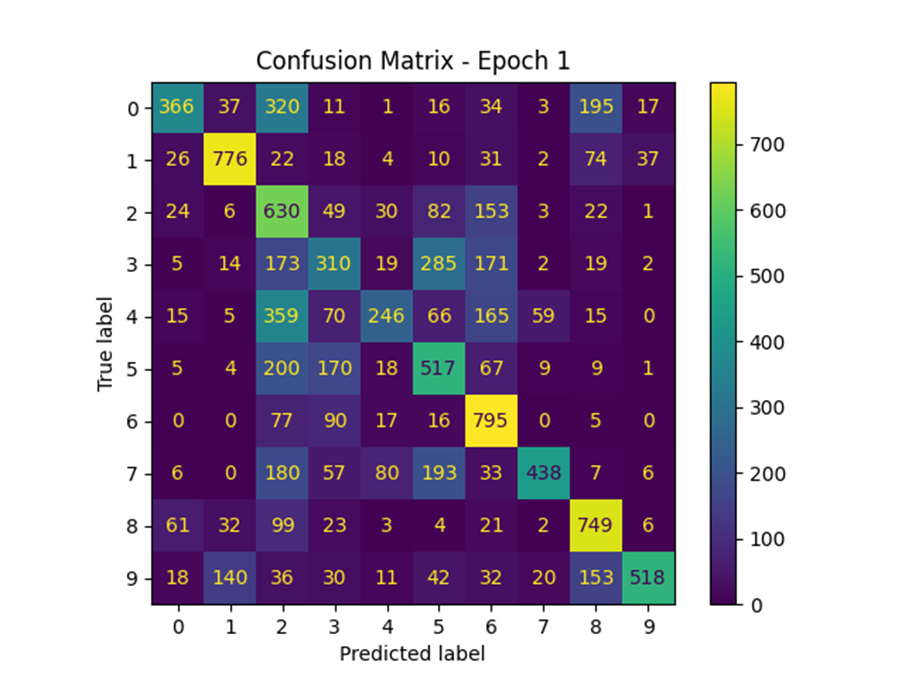 Confusion Matrix - Epoch 1
True label
0 366 37 320 11 1 16 34 3 195 17
1 26 776 22 18 4 10 31 2 74 37
2 24 6 630 49 30 82 153 3 22 1
3 5 14 173 310 19 285 171 2 19 2
4 15 5 359 70 246 66 165 59 15 0
5 5 4 200 170 18 517 67 9 9 1
6 0 0 77 90 17 16 795 0 5 0
7 6 0 180 57 80 193 33 438 7 6
8 61 32 99 23 3 4 21 2 749 6
9 18 140 36 30 11 42 32 20 153 518
0 1 2 3 4 5 6 7 8 9
Predicted label
700
600
500
400
300
200
100
0